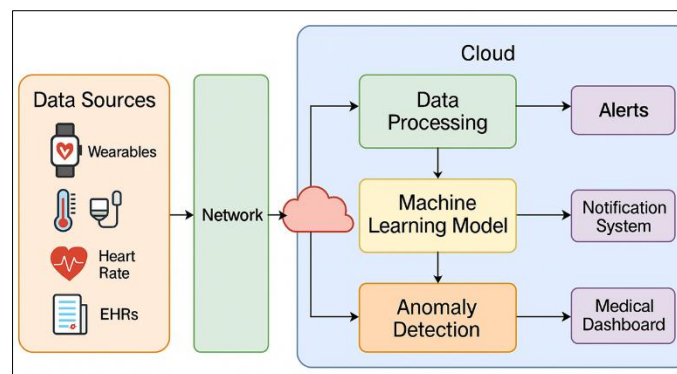 Data Sources
Wearables
Heart
Rate
EHRs
Network
Cloud
Data
Processing
Alerts
Machine
Learning Model
Notification
System
Anomaly
Detection
Medical
Dashboard